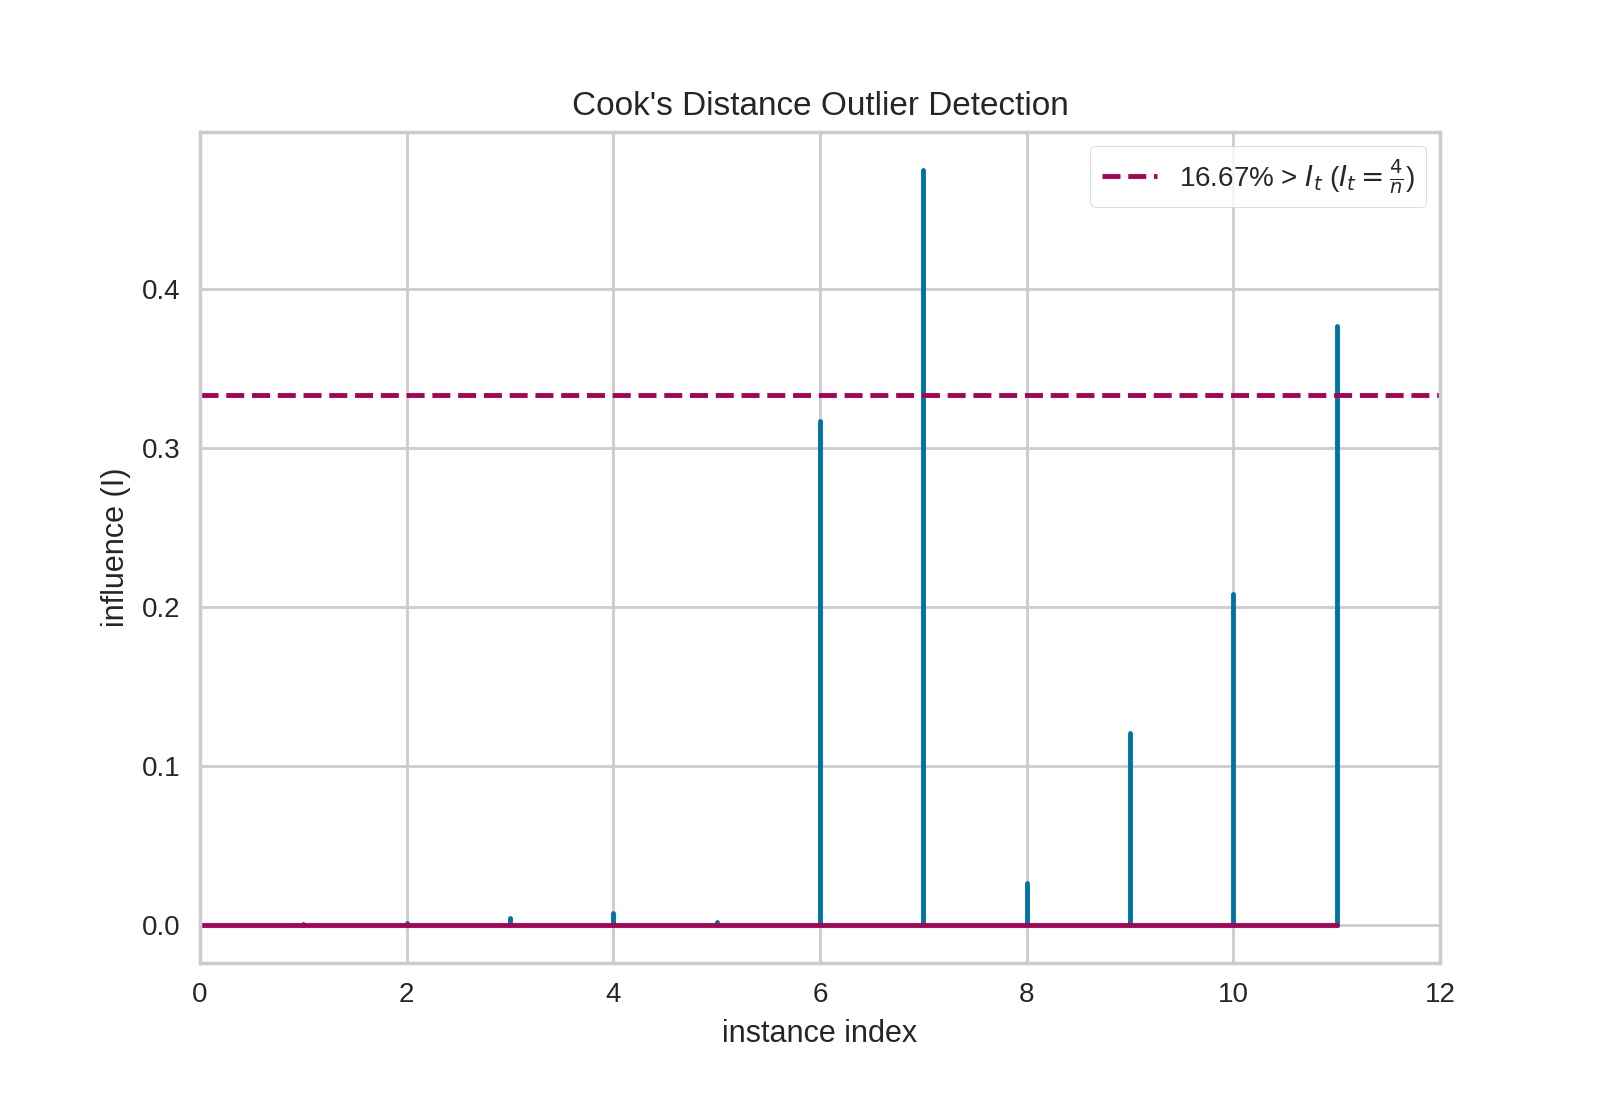 Cook's Distance Outlier Detection
16.67% > I_t (I_t = 4/n)
0.4
0.3
0.2
0.1
0.0
influence (I)
0 2 4 6 8 10 12
instance index